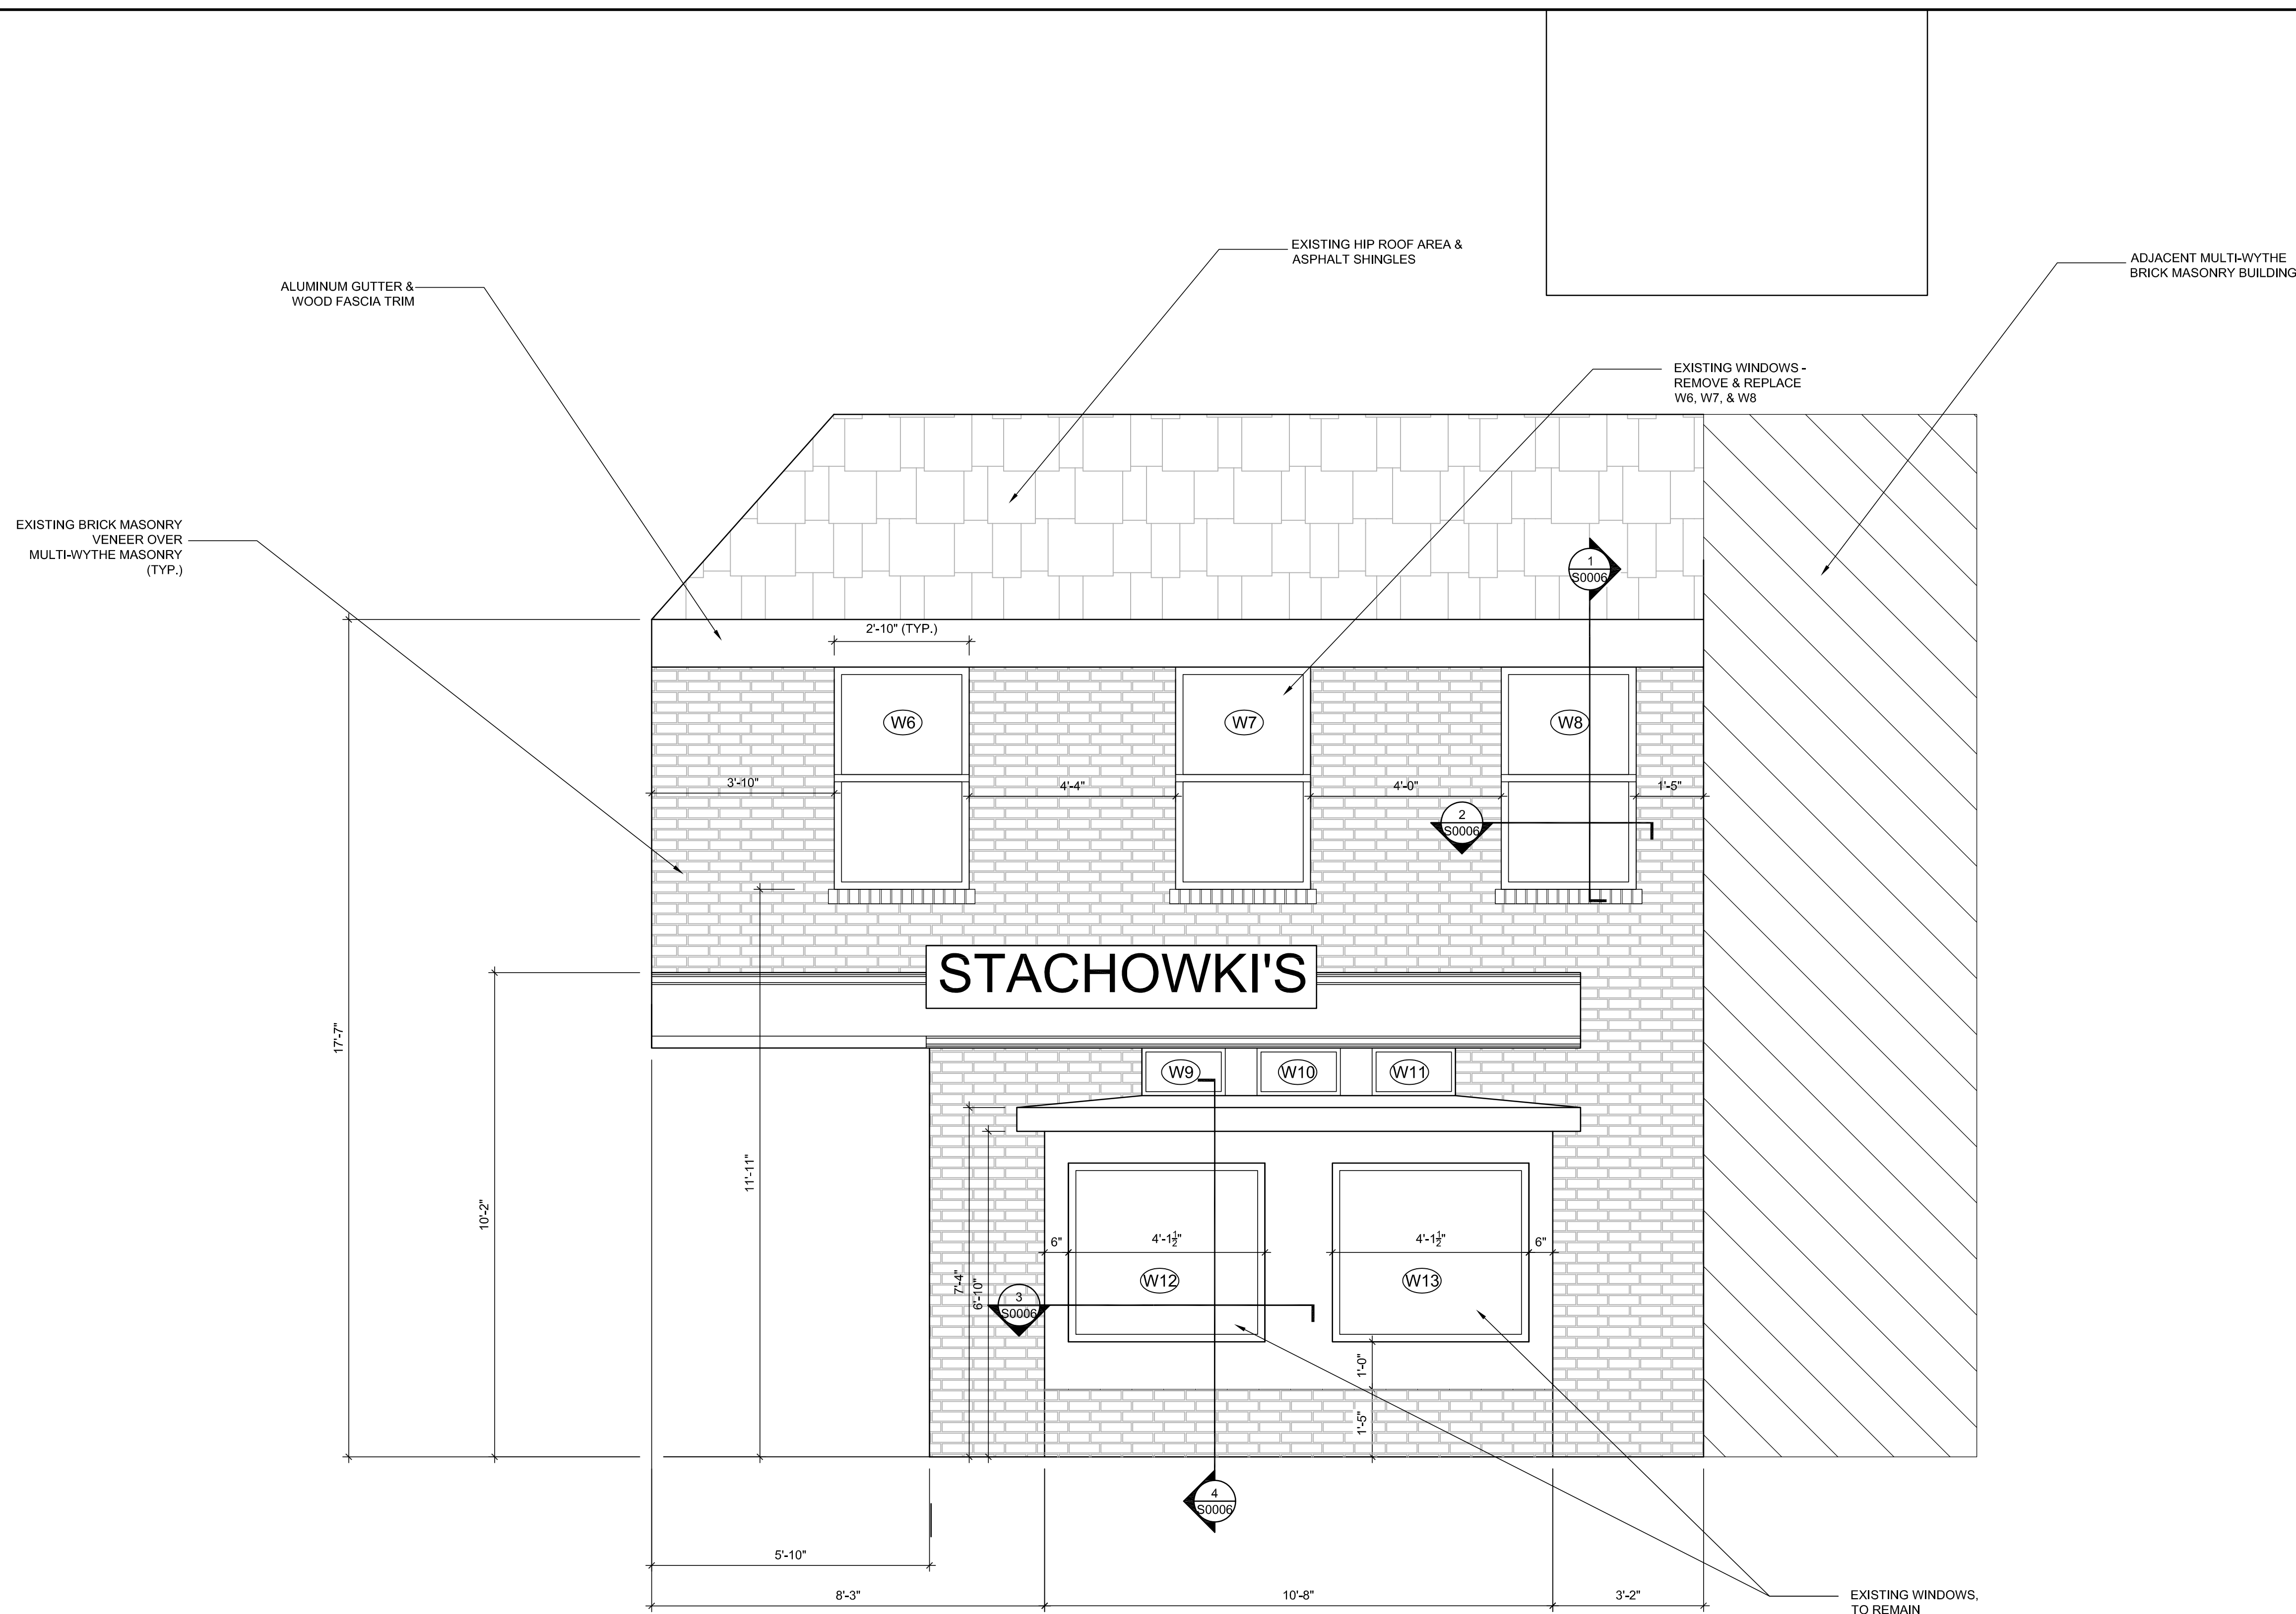 EXISTING HIP ROOF AREA &
ASPHALT SHINGLES
ADJACENT MULTI-WYTHE
BRICK MASONRY BUILDING
ALUMINUM GUTTER &
WOOD FASCIA TRIM
EXISTING WINDOWS -
REMOVE & REPLACE
W6, W7, & W8
EXISTING BRICK MASONRY
VENEER OVER
MULTI-WYTHE MASONRY
(TYP.)
1
S0006
2'-10" (TYP.)
W6
W7
W8
3'-10"
4'-4"
4'-0"
1'-5"
2
S0006
STACHOWKI'S
17'-7"
10'-2"
11'-11"
W9
W10
W11
7'-4"
6'-10"
6"
4'-1½"
4'-1½"
6"
W12
W13
3
S0006
1'-0"
1'-5"
4
S0006
5'-10"
8'-3"
10'-8"
3'-2"
EXISTING WINDOWS,
TO REMAIN